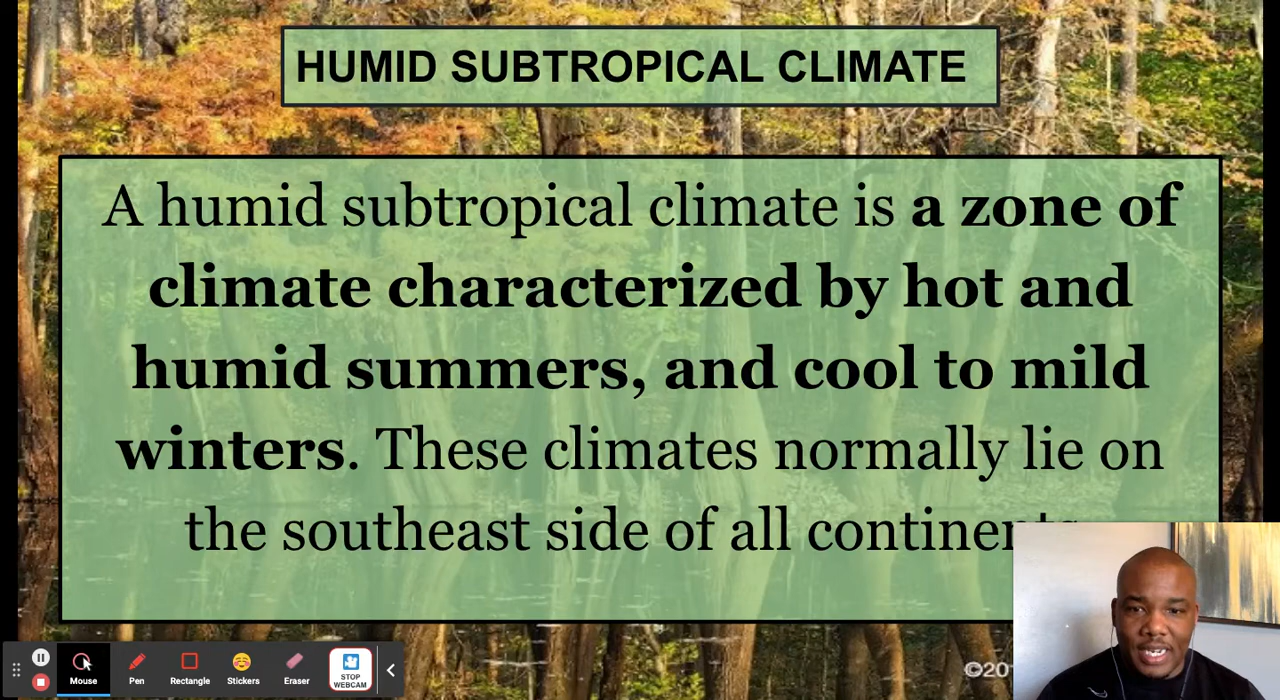 HUMID SUBTROPICAL CLIMATE
A humid subtropical climate is a zone of
climate characterized by hot and
humid summers, and cool to mild
winters. These climates normally lie on
the southeast side of all
Mouse
Pen
Rectangle
Stickers
Eraser
STOP
WEBCAM